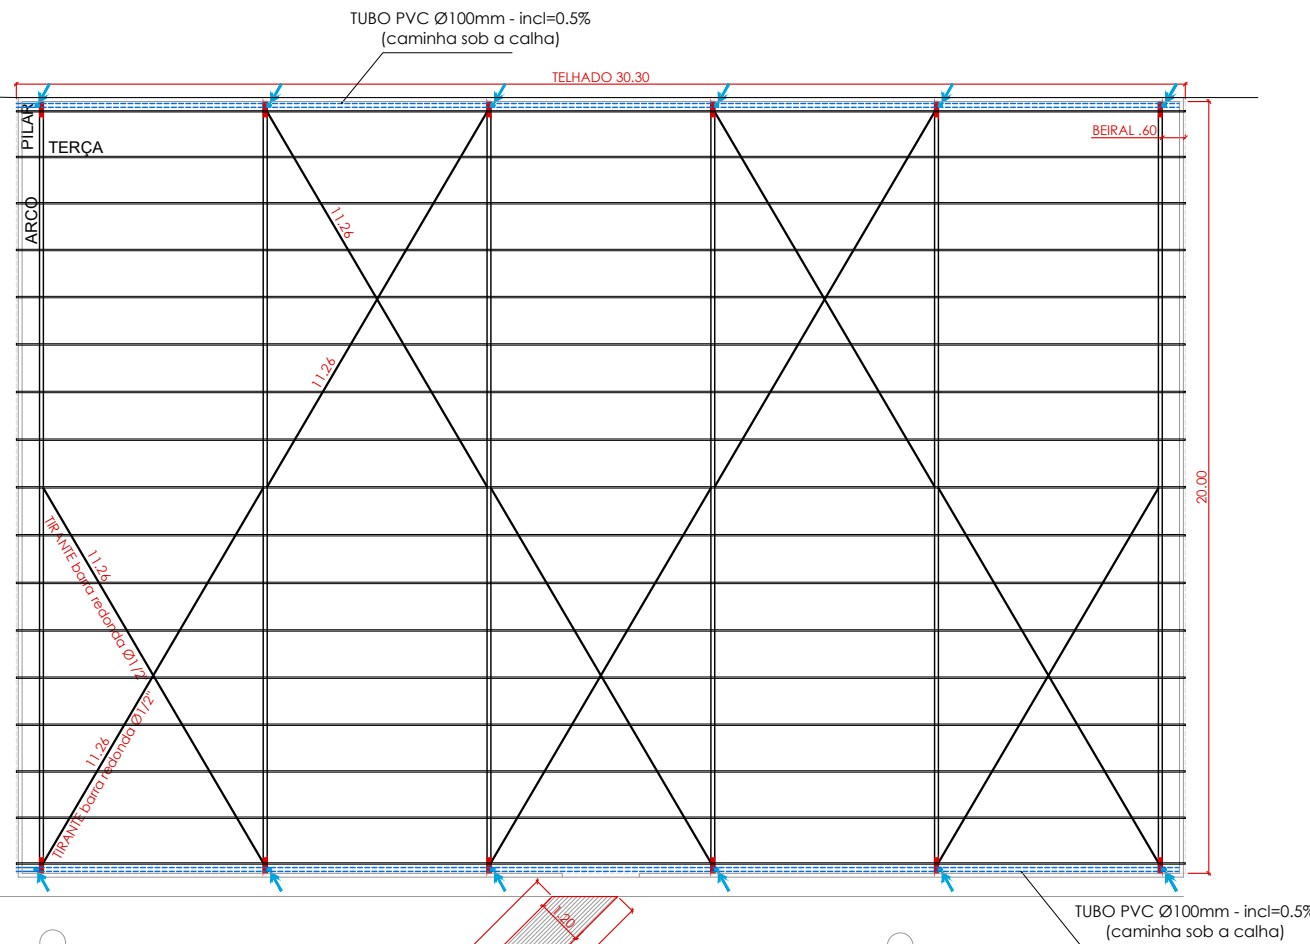 TUBO PVC Ø100mm - incl=0.5%
(caminha sob a calha)
TELHADO 30.30
PILAR
BEIRAL .60
TERÇA
ARCO
11.26
11.26
20.00
11.26
TIRANTE barra redonda Ø1/2"
11.26
TIRANTE barra redonda Ø1/2"
1.20
TUBO PVC Ø100mm - incl=0.5%
(caminha sob a calha)